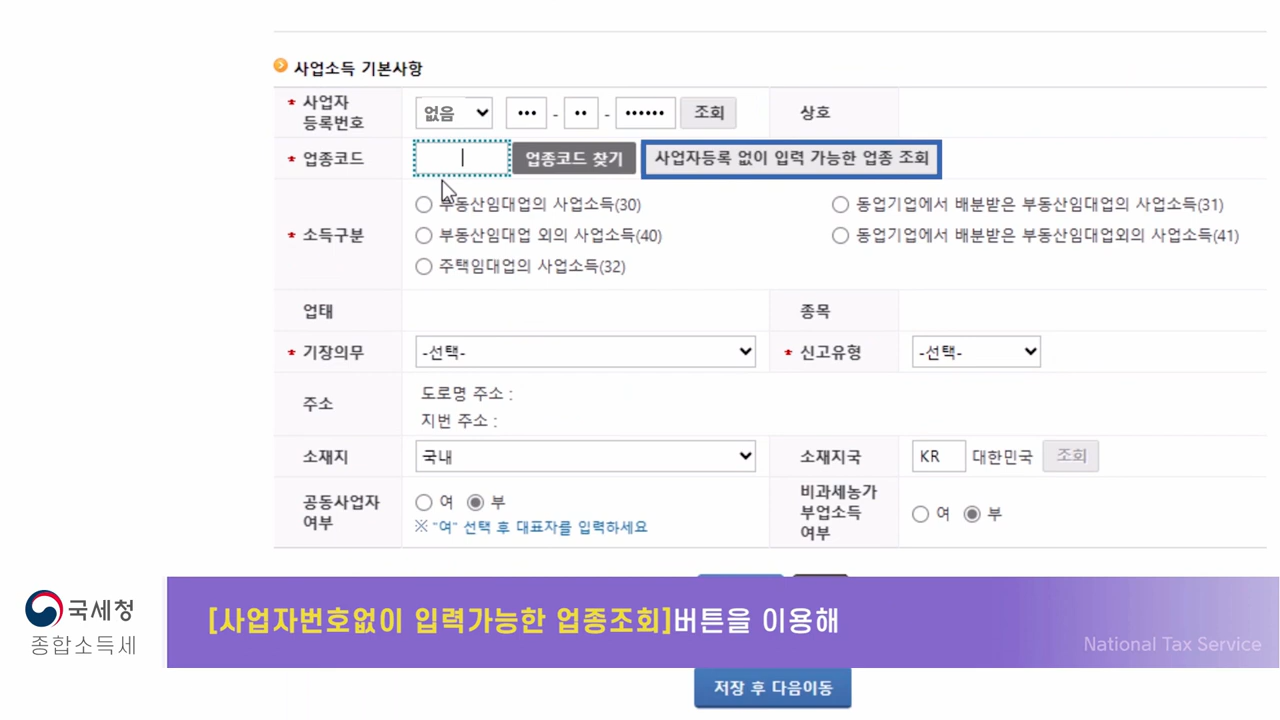 사업소득 기본사항
* 사업자 등록번호 없음 ••• - •• - •••••• 조회 상호
* 업종코드 업종코드 찾기 사업자등록 없이 입력 가능한 업종 조회
부동산임대업의 사업소득(30) 동업기업에서 배분받은 부동산임대업의 사업소득(31)
* 소득구분 부동산임대업 외의 사업소득(40) 동업기업에서 배분받은 부동산임대업외의 사업소득(41)
주택임대업의 사업소득(32)
업태 종목
* 기장의무 -선택- * 신고유형 -선택-
주소 도로명 주소 :
지번 주소 :
소재지 국내 소재지국 KR 대한민국 조회
공동사업자 여부 여 부
※ "여" 선택 후 대표자를 입력하세요
비과세농가 부업소득 여부 여 부
국세청
종합소득세
[사업자번호없이 입력가능한 업종조회]버튼을 이용해
National Tax Service
저장 후 다음이동